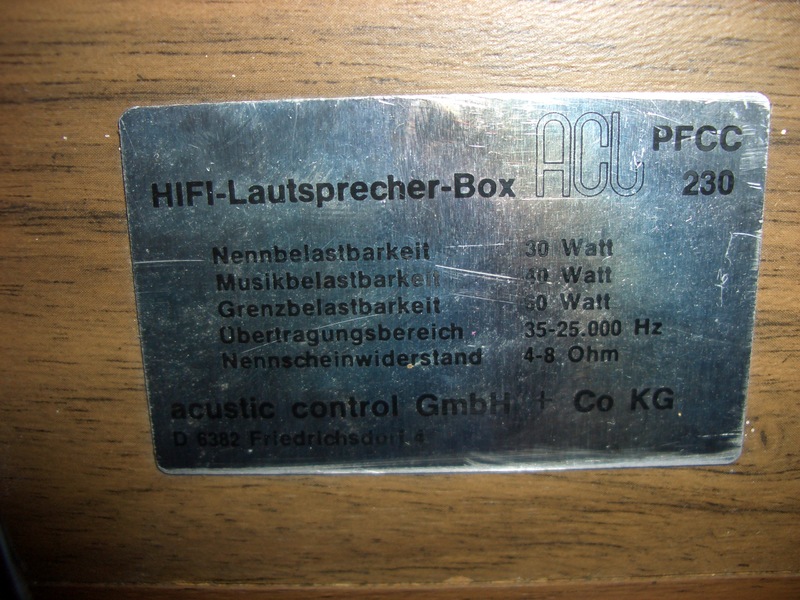 HIFI-Lautsprecher-Box ACL PFCC 230
Nennbelastbarkeit 30 Watt
Musikbelastbarkeit 40 Watt
Grenzbelastbarkeit Watt
Übertragungsbereich 35-25.000 Hz
Nennscheinwiderstand 4-8 Ohm
acustic control GmbH + Co KG
D 6382 Friedrichsdorf 4